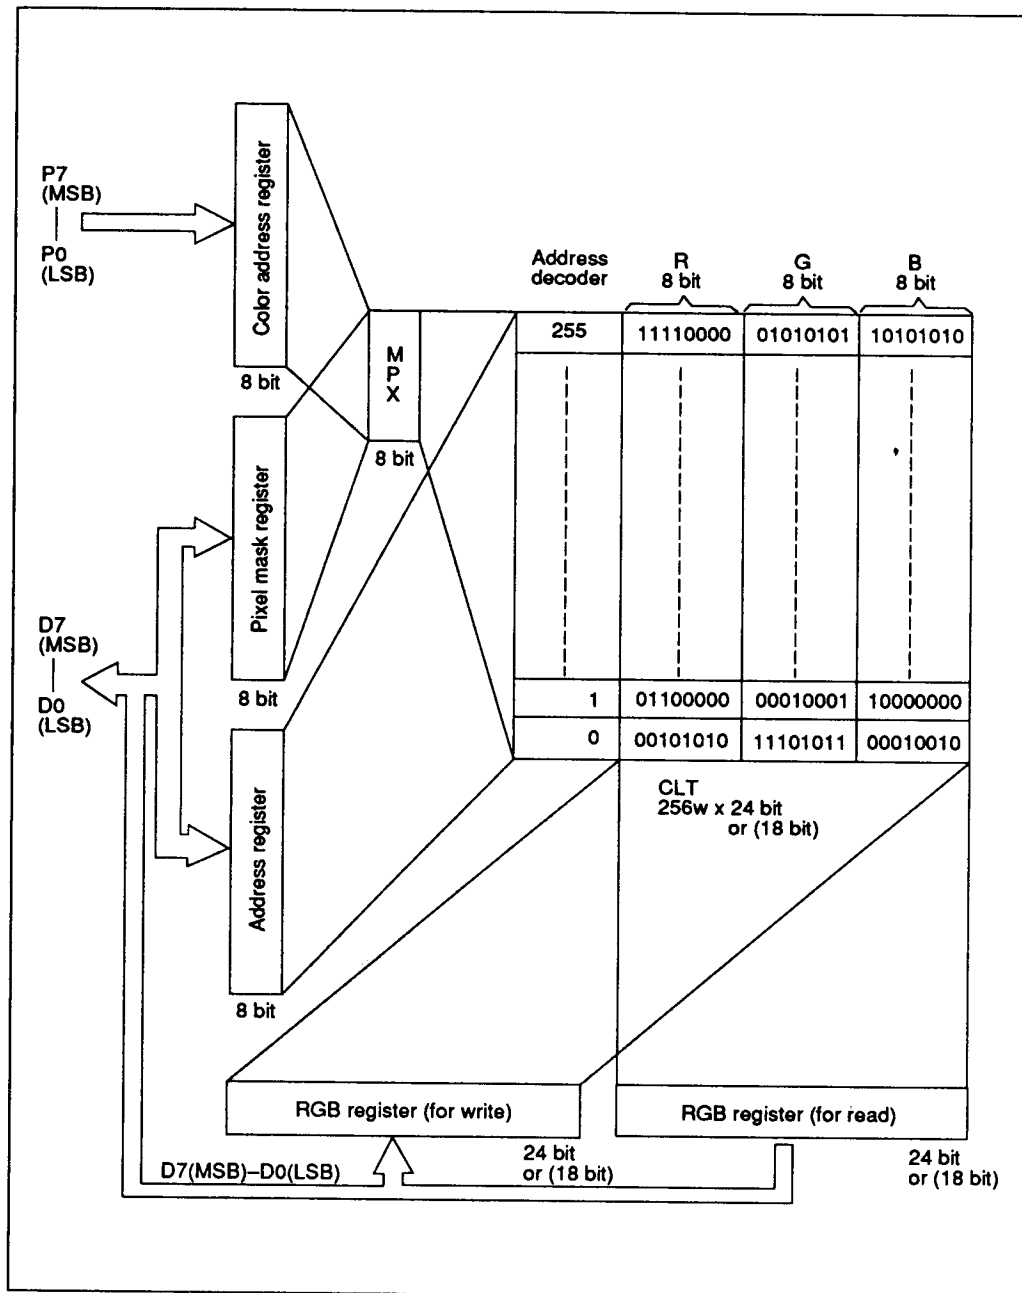 P7
(MSB)
P0
(LSB)
Color address register
8 bit
MPX
8 bit
Pixel mask register
8 bit
D7
(MSB)
D0
(LSB)
Address register
8 bit
Address
decoder
R
8 bit
G
8 bit
B
8 bit
255 11110000 01010101 10101010
1 01100000 00010001 10000000
0 00101010 11101011 00010010
CLT
256w x 24 bit
or (18 bit)
RGB register (for write)
RGB register (for read)
24 bit
or (18 bit)
24 bit
or (18 bit)
D7(MSB)–D0(LSB)